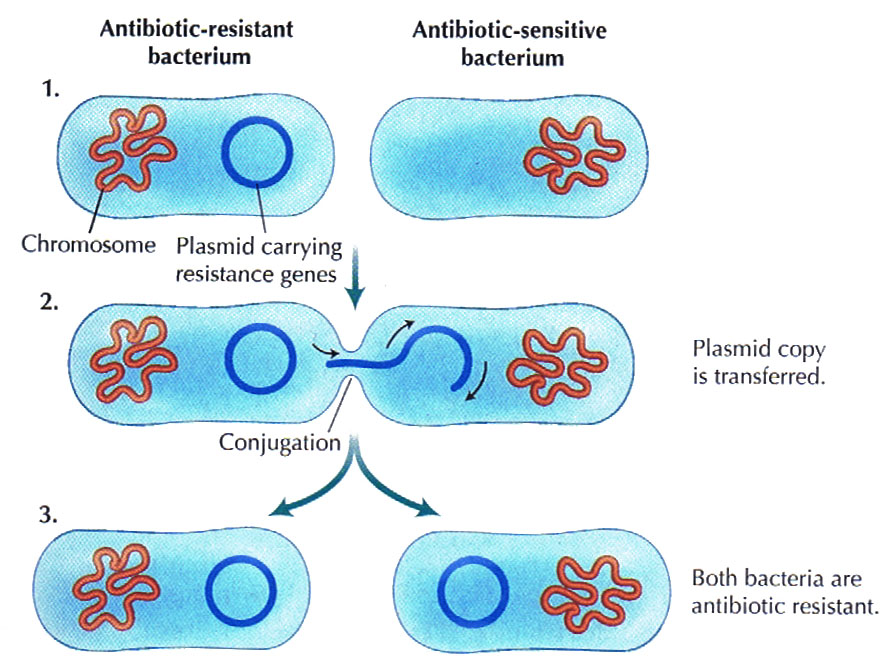 Antibiotic-resistant
bacterium
Antibiotic-sensitive
bacterium
1.
Chromosome
Plasmid carrying
resistance genes
2.
Plasmid copy
is transferred.
Conjugation
3.
Both bacteria are
antibiotic resistant.